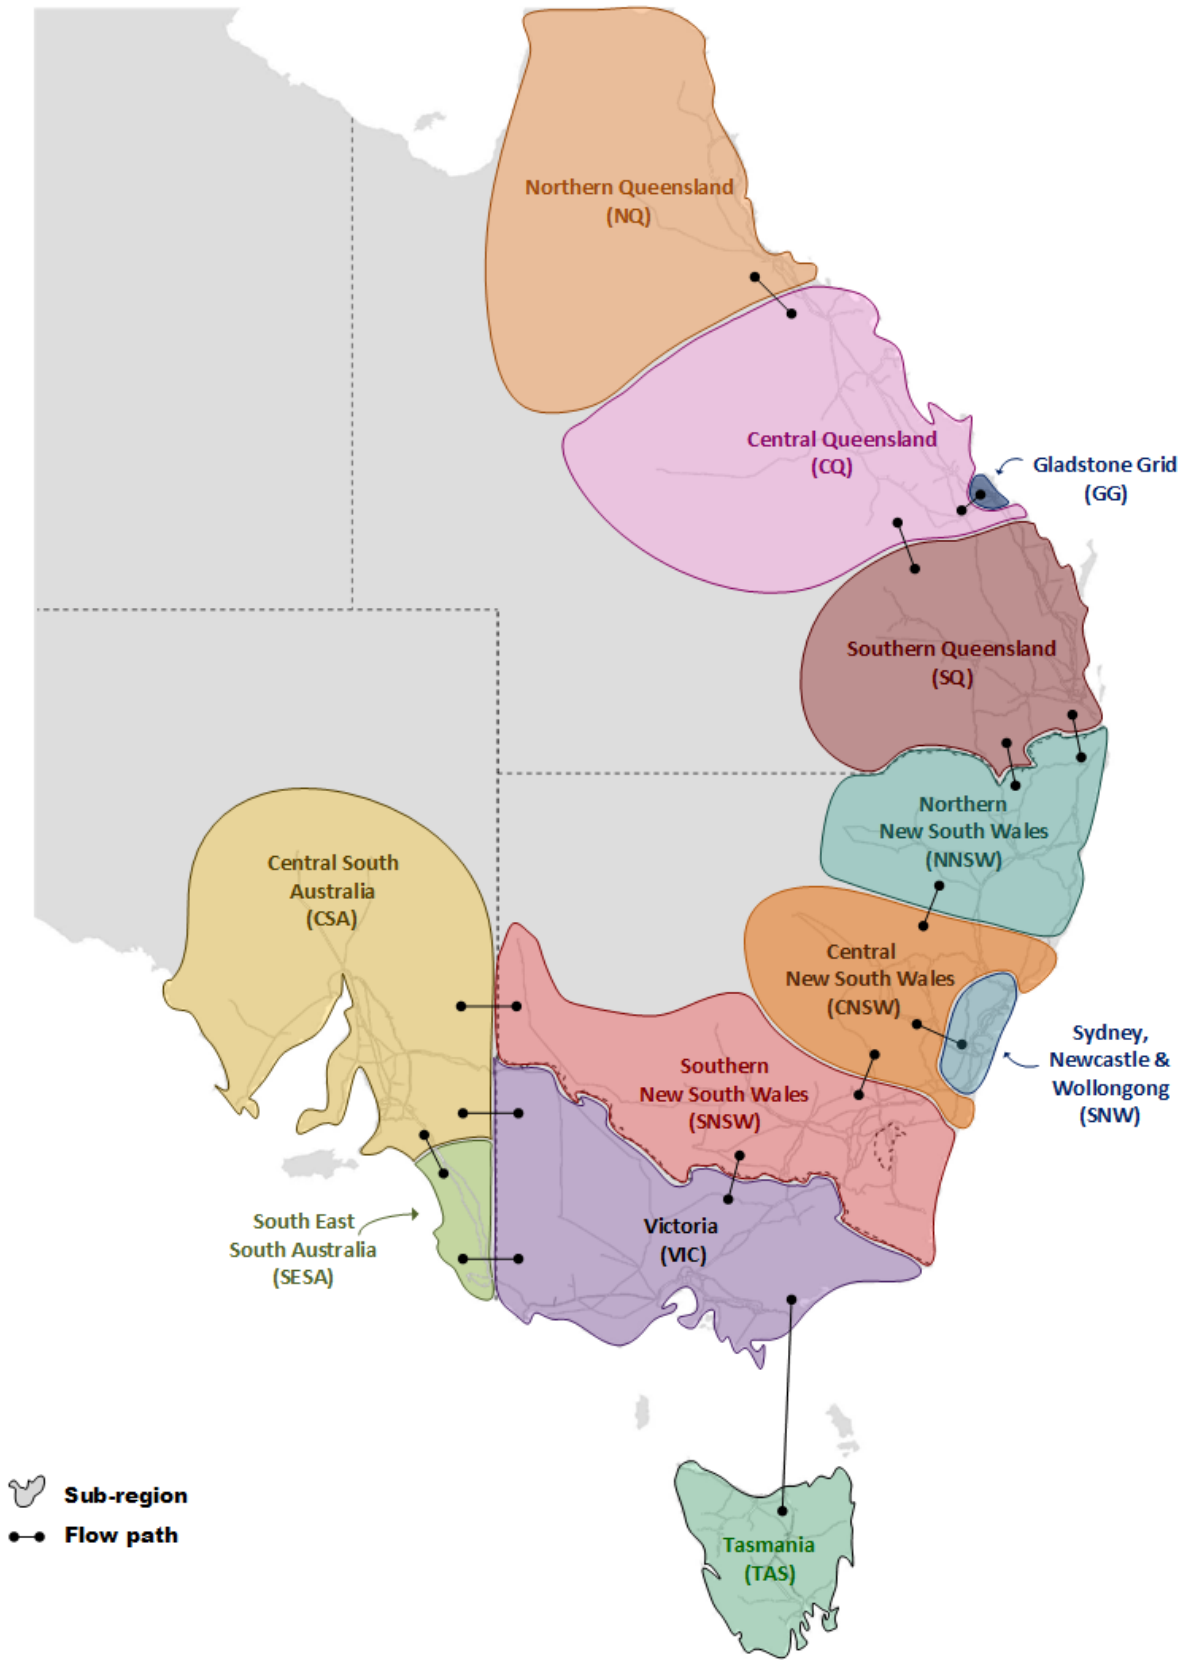 Northern Queensland
(NQ)
Central Queensland
(CQ)
Gladstone Grid
(GG)
Southern Queensland
(SQ)
Northern
New South Wales
(NNSW)
Central South
Australia
(CSA)
Central
New South Wales
(CNSW)
Sydney,
Newcastle &
Wollongong
(SNW)
Southern
New South Wales
(SNSW)
South East
South Australia
(SESA)
Victoria
(VIC)
Sub-region
Flow path
Tasmania
(TAS)